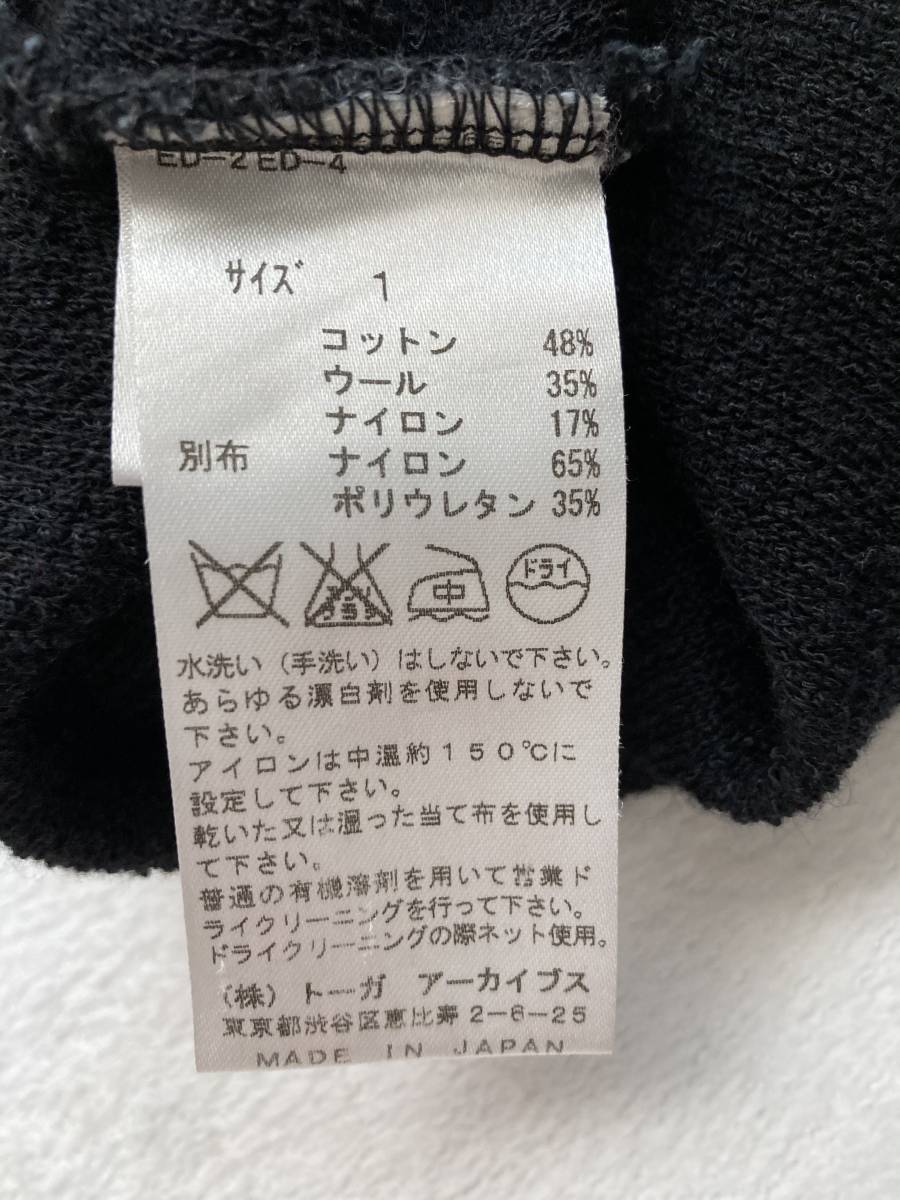 ED-2 ED-4
サイズ 1
コットン 48%
ウール 35%
ナイロン 17%
別布 ナイロン 65%
ポリウレタン 35%
中 ドライ
水洗い（手洗い）はしないで下さい。
あらゆる漂白剤を使用しないで
下さい。
アイロンは中温約１５０℃に
設定して下さい。
乾いた又は湿った当て布を使用し
て下さい。
普通の有機溶剤を用いて営業ド
ライクリーニングを行って下さい。
ドライクリーニングの際ネット使用。
（株）トーガ アーカイブス
東京都渋谷区恵比寿２-６-２５
MADE IN JAPAN